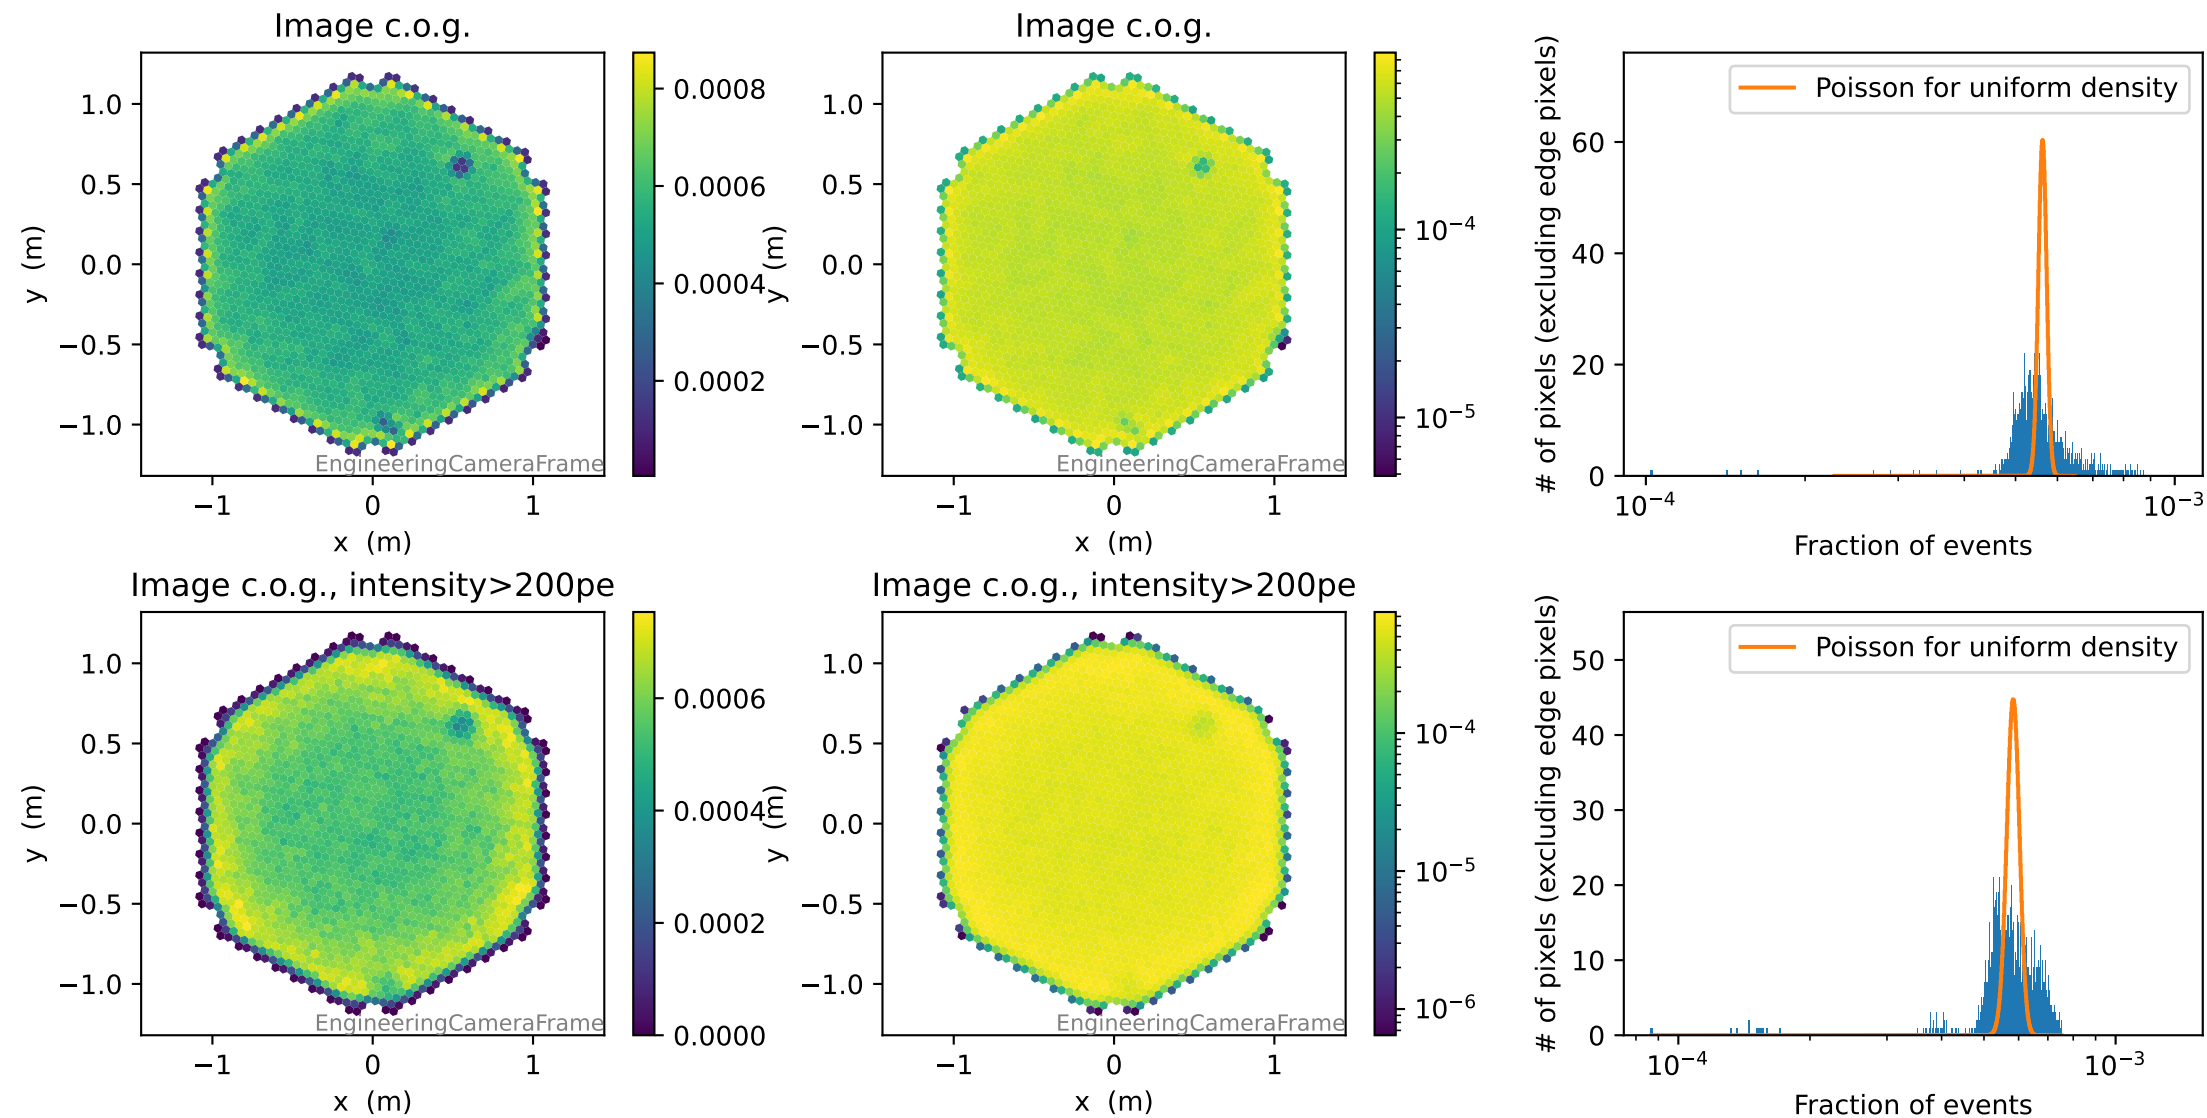 Image c.o.g.
1.0
0.5
0.0
−0.5
−1.0
y (m)
−1
0
1
x (m)
EngineeringCameraFrame
0.0008
0.0006
0.0004
0.0002
Image c.o.g.
1.0
0.5
0.0
−0.5
−1.0
y (m)
−1
0
1
x (m)
EngineeringCameraFrame
10⁻⁴
10⁻⁵
Poisson for uniform density
# of pixels (excluding edge pixels)
60
40
20
0
10⁻⁴
10⁻³
Fraction of events
Image c.o.g., intensity>200pe
1.0
0.5
0.0
−0.5
−1.0
y (m)
−1
0
1
x (m)
EngineeringCameraFrame
0.0006
0.0004
0.0002
0.0000
Image c.o.g., intensity>200pe
1.0
0.5
0.0
−0.5
−1.0
y (m)
−1
0
1
x (m)
EngineeringCameraFrame
10⁻⁴
10⁻⁵
10⁻⁶
Poisson for uniform density
# of pixels (excluding edge pixels)
50
40
30
20
10
0
10⁻⁴
10⁻³
Fraction of events